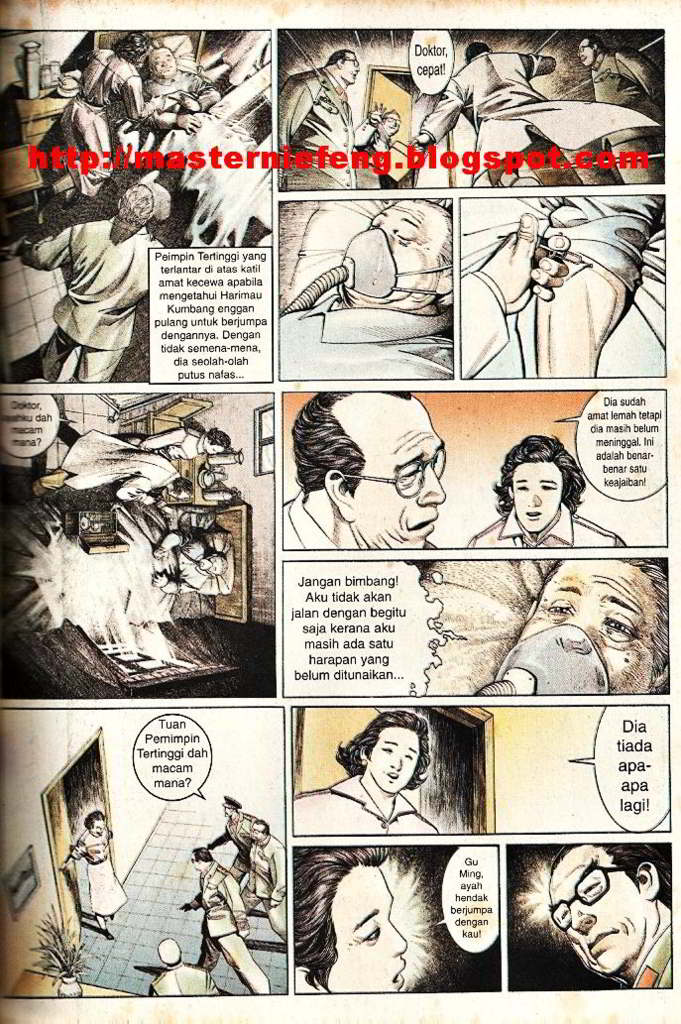 Doktor,
cepat!
http://masterniefeng.blogspot.com
Peimpin Tertinggi yang
terlantar di atas katil
amat kecewa apabila
mengetahui Harimau
Kumbang enggan
pulang untuk berjumpa
dengannya. Dengan
tidak semena-mena,
dia seolah-olah
putus nafas...
Doktor,
dah
macam
mana?
Dia sudah
amat lemah tetapi
dia masih belum
meninggal. Ini
adalah benar-
benar satu
keajaiban!
Jangan bimbang!
Aku tidak akan
jalan dengan begitu
saja kerana aku
masih ada satu
harapan yang
belum ditunaikan...
Tuan
Pemimpin
Tertinggi dah
macam
mana?
Dia
tiada
apa-
apa
lagi!
Gu
Ming,
ayah
hendak
berjumpa
dengan
kau!